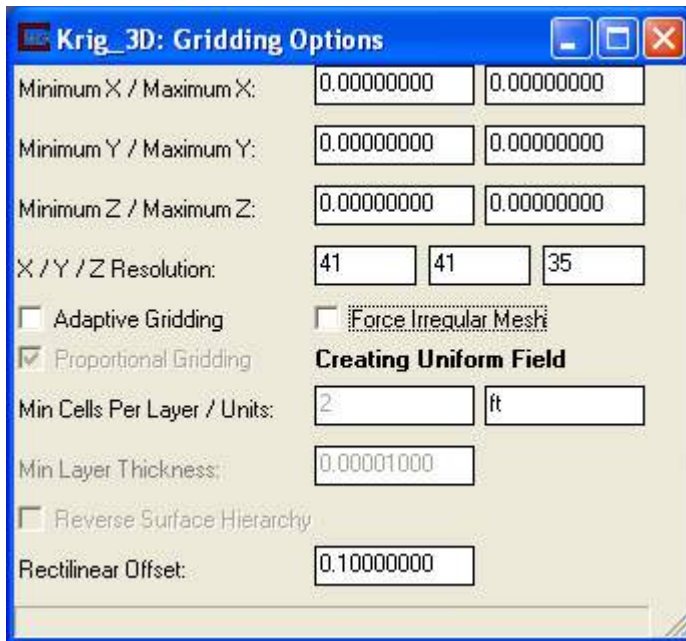 Krig_3D: Gridding Options
Minimum X / Maximum X: 0.00000000 0.00000000
Minimum Y / Maximum Y: 0.00000000 0.00000000
Minimum Z / Maximum Z: 0.00000000 0.00000000
X / Y / Z Resolution: 41 41 35
Adaptive Gridding Force Irregular Mesh
Proportional Gridding Creating Uniform Field
Min Cells Per Layer / Units: 2 ft
Min Layer Thickness: 0.00001000
Reverse Surface Hierarchy
Rectilinear Offset: 0.10000000